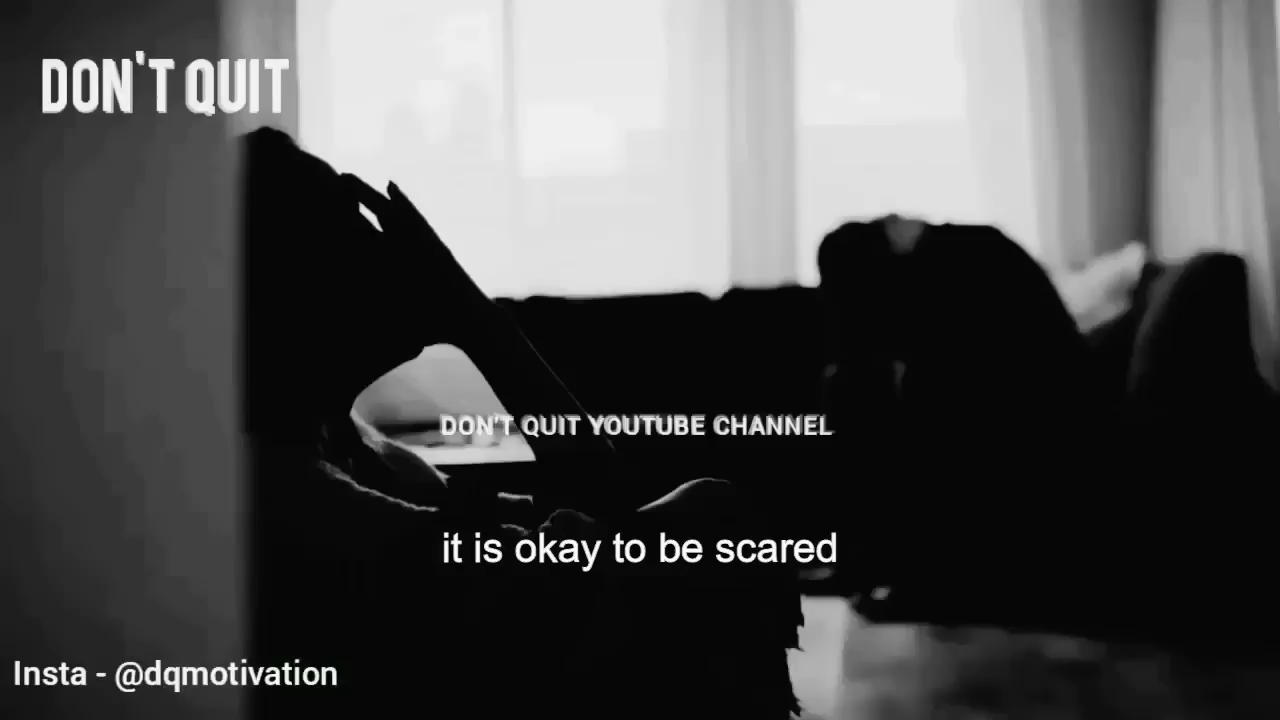 DON'T QUIT
DON'T QUIT YOUTUBE CHANNEL
it is okay to be scared
Insta - @dqmotivation